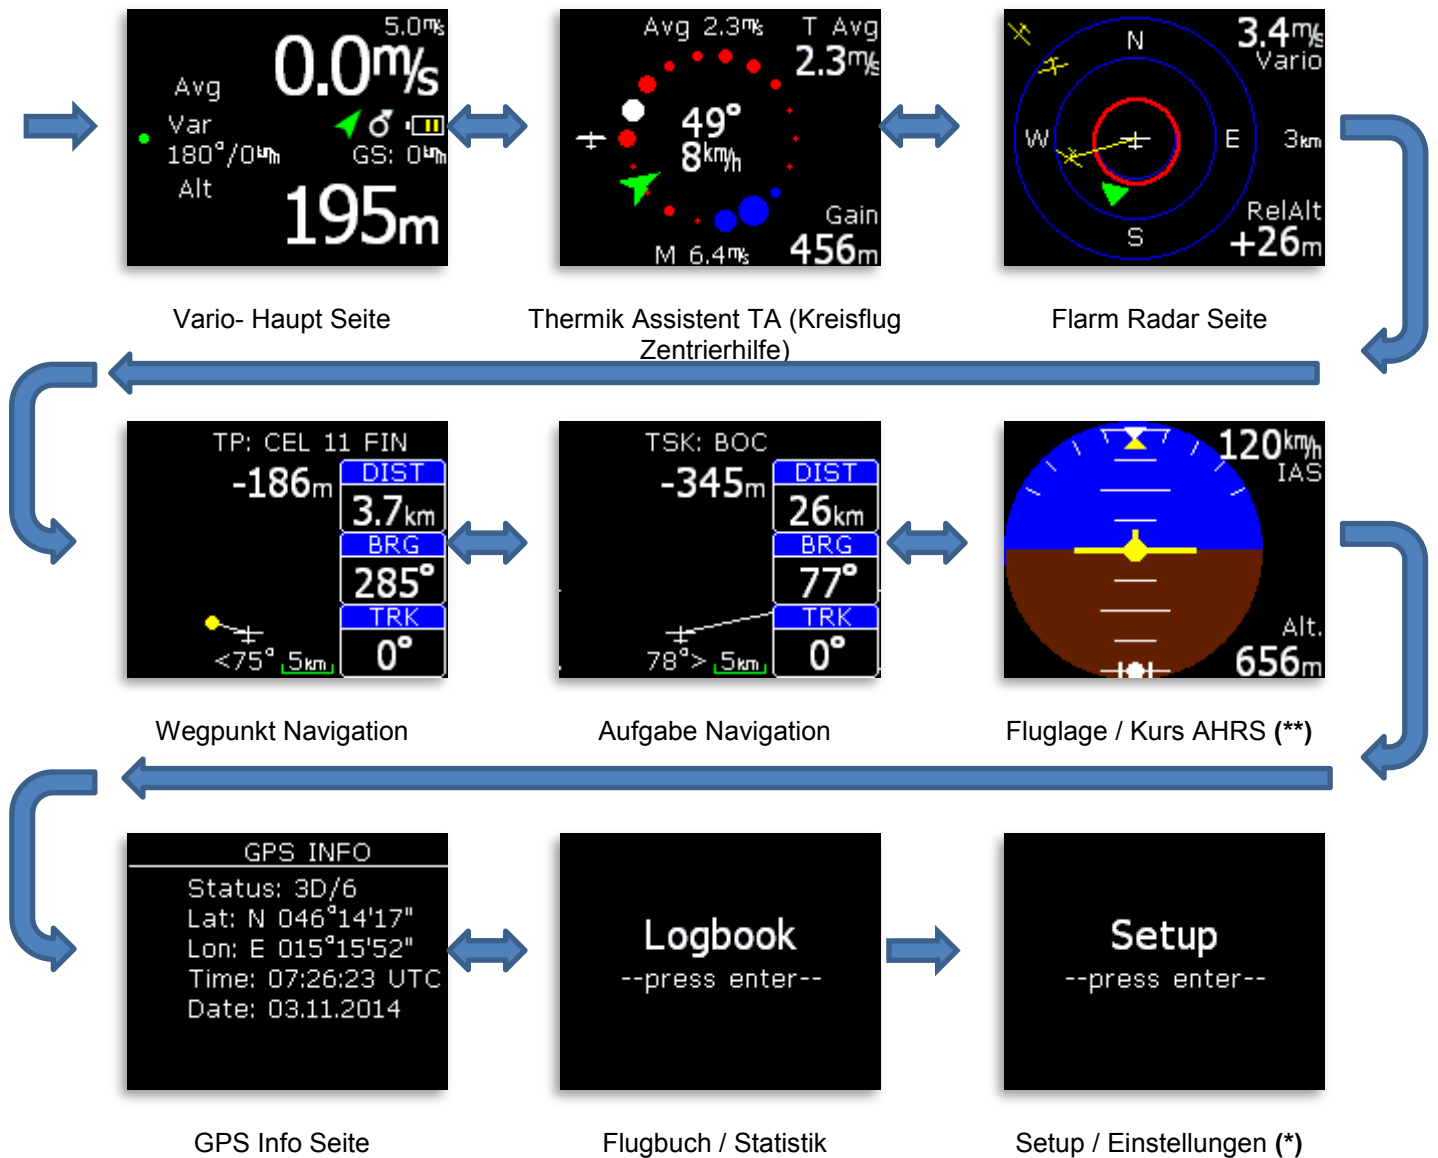 5.0m/s
0.0m/s
Avg
Var
180°/0km/h
GS: 0km/h
Alt
195m
Avg 2.3m/s
T Avg
2.3m/s
49°
8km/h
Gain
456m
M 6.4m/s
3.4m/s
Vario
N
W
E
S
3km
RelAlt
+26m
Vario- Haupt Seite
Thermik Assistent TA (Kreisflug
Zentrierhilfe)
Flarm Radar Seite
TP: CEL 11 FIN
-186m
DIST
3.7km
BRG
285°
TRK
0°
<75°
5km
TSK: BOC
-345m
DIST
26km
BRG
77°
TRK
0°
78°>
5km
120km/h
IAS
Alt.
656m
Wegpunkt Navigation
Aufgabe Navigation
Fluglage / Kurs AHRS (**)
GPS INFO
Status: 3D/6
Lat: N 046°14'17"
Lon: E 015°15'52"
Time: 07:26:23 UTC
Date: 03.11.2014
Logbook
--press enter--
Setup
--press enter--
GPS Info Seite
Flugbuch / Statistik
Setup / Einstellungen (*)